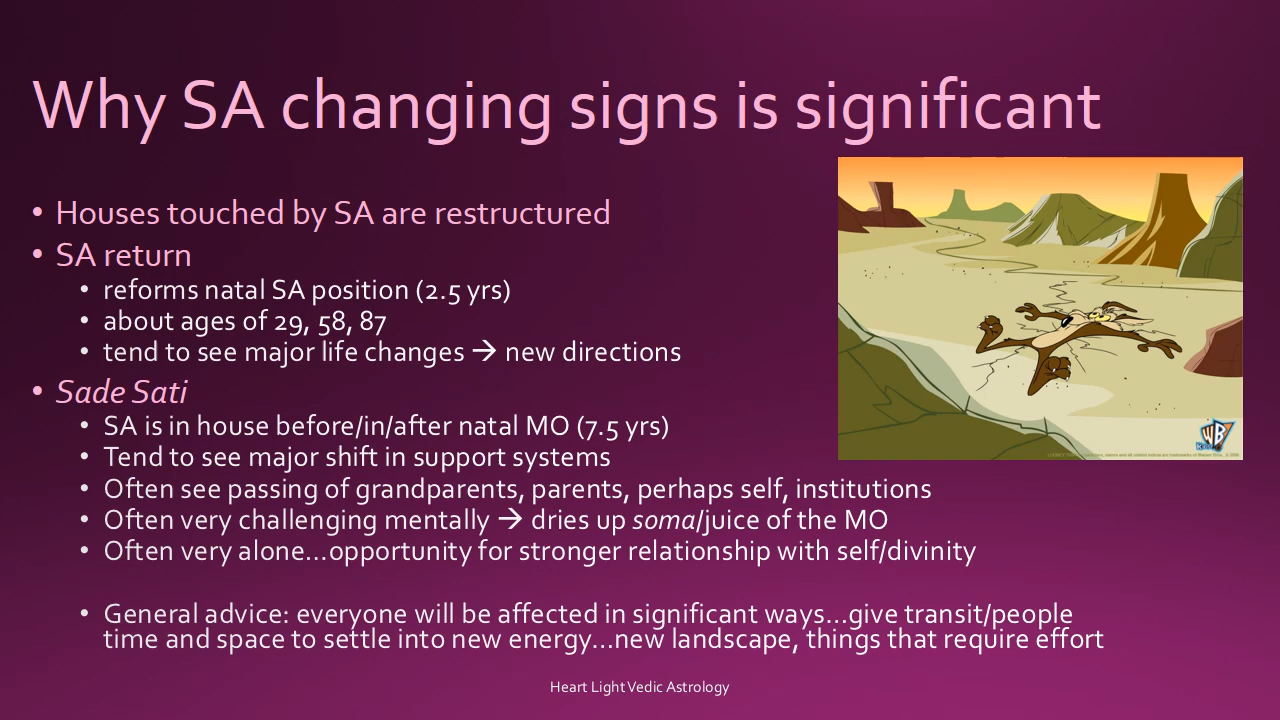 Why SA changing signs is significant
• Houses touched by SA are restructured
• SA return
• reforms natal SA position (2.5 yrs)
• about ages of 29, 58, 87
• tend to see major life changes → new directions
• Sade Sati
• SA is in house before/in/after natal MO (7.5 yrs)
• Tend to see major shift in support systems
• Often see passing of grandparents, parents, perhaps self, institutions
• Often very challenging mentally → dries up soma/juice of the MO
• Often very alone...opportunity for stronger relationship with self/divinity
• General advice: everyone will be affected in significant ways...give transit/people
time and space to settle into new energy...new landscape, things that require effort
WB
Heart Light Vedic Astrology